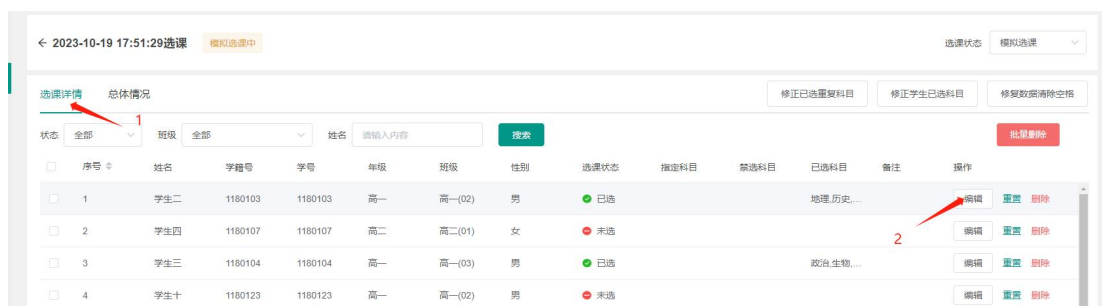 ← 2023-10-19 17:51:29选课 模拟选课中 选课状态 模拟选课
选课详情 总体情况 修正已选重复科目 修正学生已选科目 修复数据清除空格
1
状态 全部 班级 全部 姓名 请输入内容 搜索 批量删除
序号 姓名 学籍号 学号 年级 班级 性别 选课状态 指定科目 禁选科目 已选科目 备注 操作
1 学生二 1180103 1180103 高一 高一(02) 男 已选 地理,历史,... 编辑 重置 删除
2 学生四 1180107 1180107 高二 高二(01) 女 未选 编辑 重置 删除
2
3 学生三 1180104 1180104 高一 高一(03) 男 已选 政治,生物,... 编辑 重置 删除
4 学生十 1180123 1180123 高一 高一(02) 男 未选 编辑 重置 删除